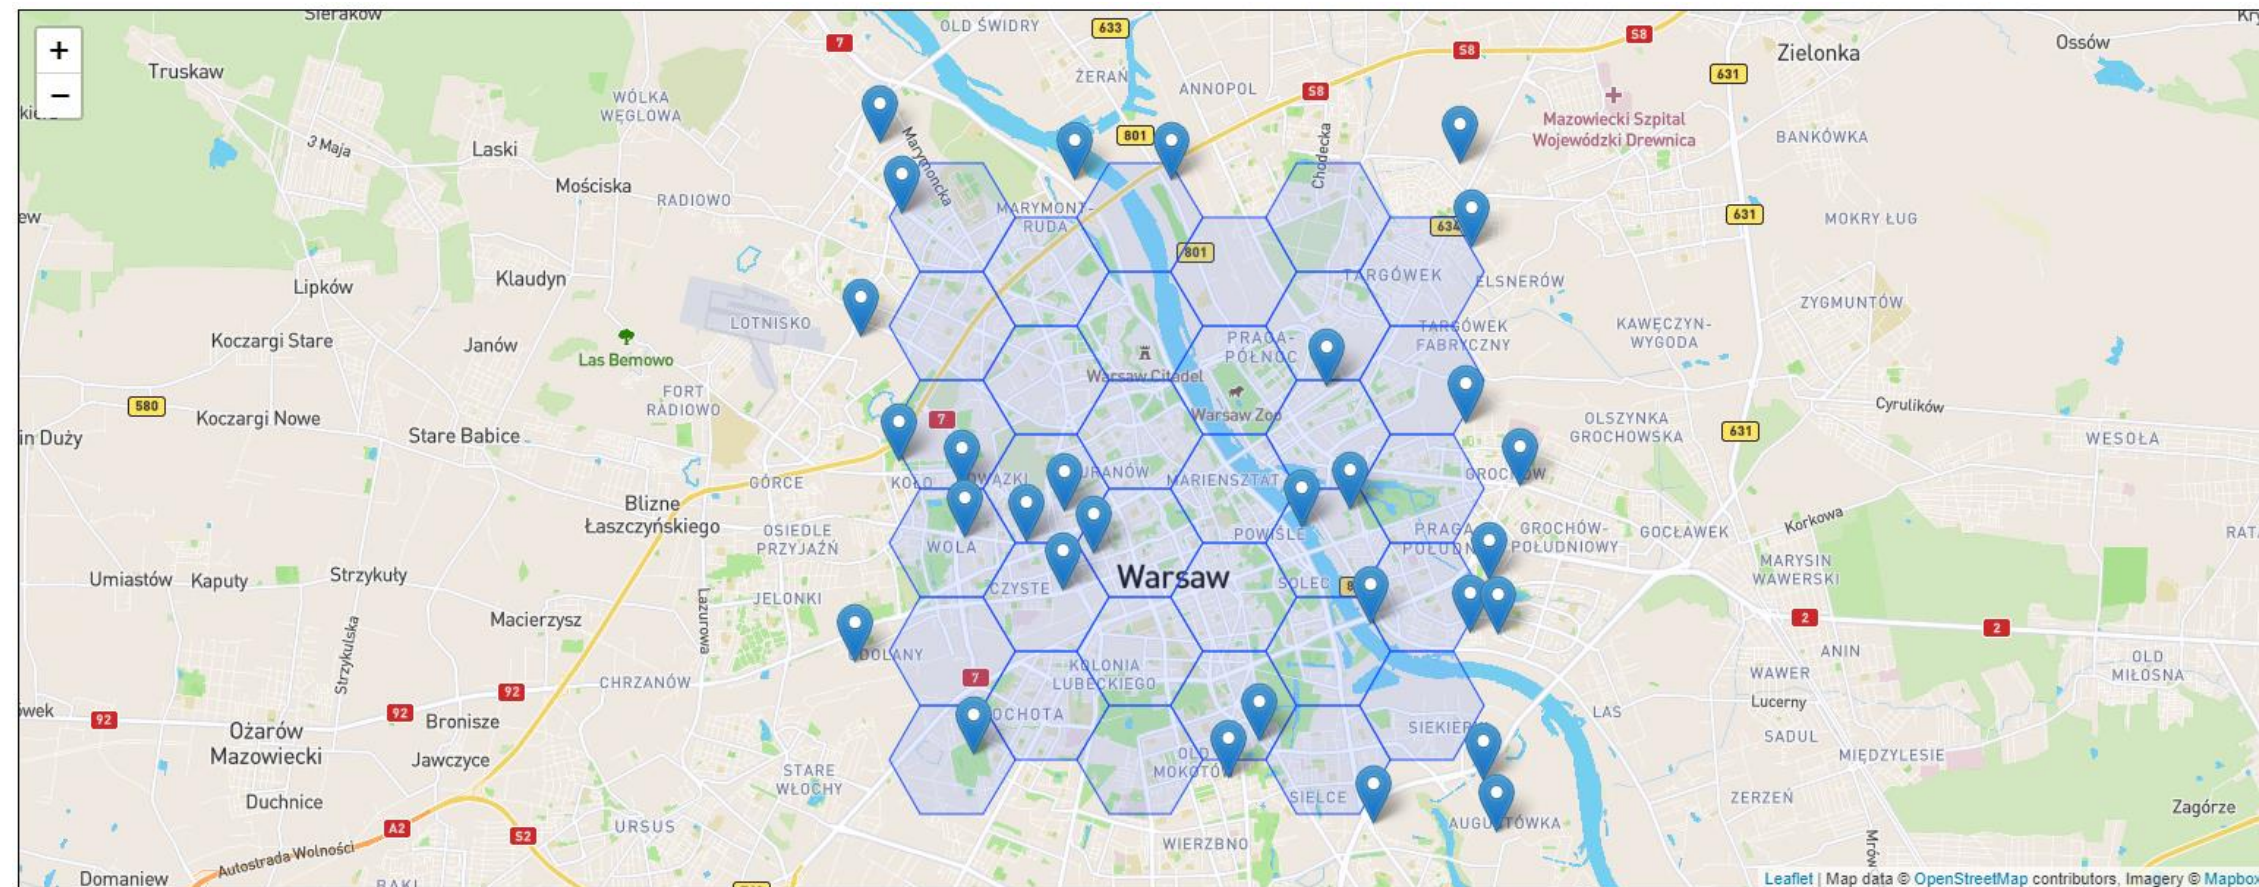 Sieraków
OLD ŚWIDRY
633
S8
+
Truskaw
7
ŻERAŃ
S8
Zielonka
Ossów
631
−
WÓLKA
WĘGLOWA
ANNOPOL
S8
Mazowiecki Szpital
Wojewódzki Drewnica
3 Maja
Laski
Marymoncka
801
Chodecka
BANKÓWKA
Mościska
RADIOWO
MARYMONT-
RUDA
634
631
MOKRY ŁUG
801
Lipków
Klaudyn
TARGÓWEK
ELSNERÓW
ZYGMUNTÓW
LOTNISKO
Koczargi Stare
Janów
Las Bemowo
PRAGA-
PÓŁNOC
TARGÓWEK
FABRYCZNY
KAWĘCZYN-
WYGODA
Warsaw Citadel
FORT
RADIOWO
580
Koczargi Nowe
7
Warsaw Zoo
OLSZYNKA
GROCHOWSKA
Cyrulików
in Duży
Stare Babice
631
WESOŁA
GÓRCE
KOŁO
MARIENSZTAT
Blizne
Łaszczyńskiego
OSIEDLE
PRZYJAŹŃ
WOLA
POWIŚLE
PRAGA
GROCHÓW-
POŁUDNIOWY
GOCŁAWEK
Korkowa
Umiastów
Kaputy
Strzykuły
CZYSTE
Warsaw
SOLEC
MARYSIN
WAWERSKI
JELONKI
Macierzysz
Lazurowa
2
2
Strzykulska
CHRZANÓW
KOLONIA
LUBECKIEGO
ANIN
WAWER
OLD
MIŁOSNA
92
7
Lucerny
92
92
Bronisze
OCHOTA
LAS
Ożarów
Mazowiecki
Jawczyce
OLD
SADUL
MIĘDZYLESIE
STARE
WŁOCHY
Duchnice
SIELCE
ZERZEŃ
Zagórze
A2
S2
URSUS
WIERZBNO
Autostrada Wolności
Domaniew
Leaflet | Map data © OpenStreetMap contributors, Imagery © Mapbox